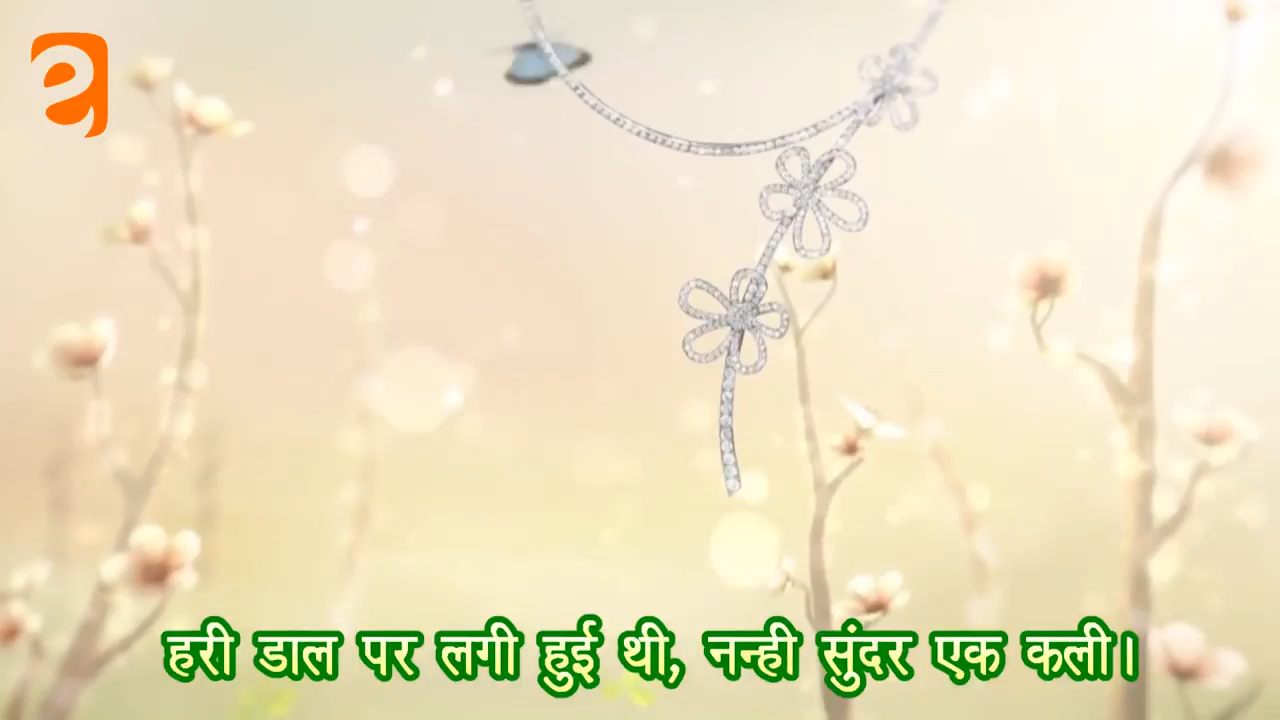 हरी डाल पर लगी हुई थी, नन्ही सुंदर एक कली।